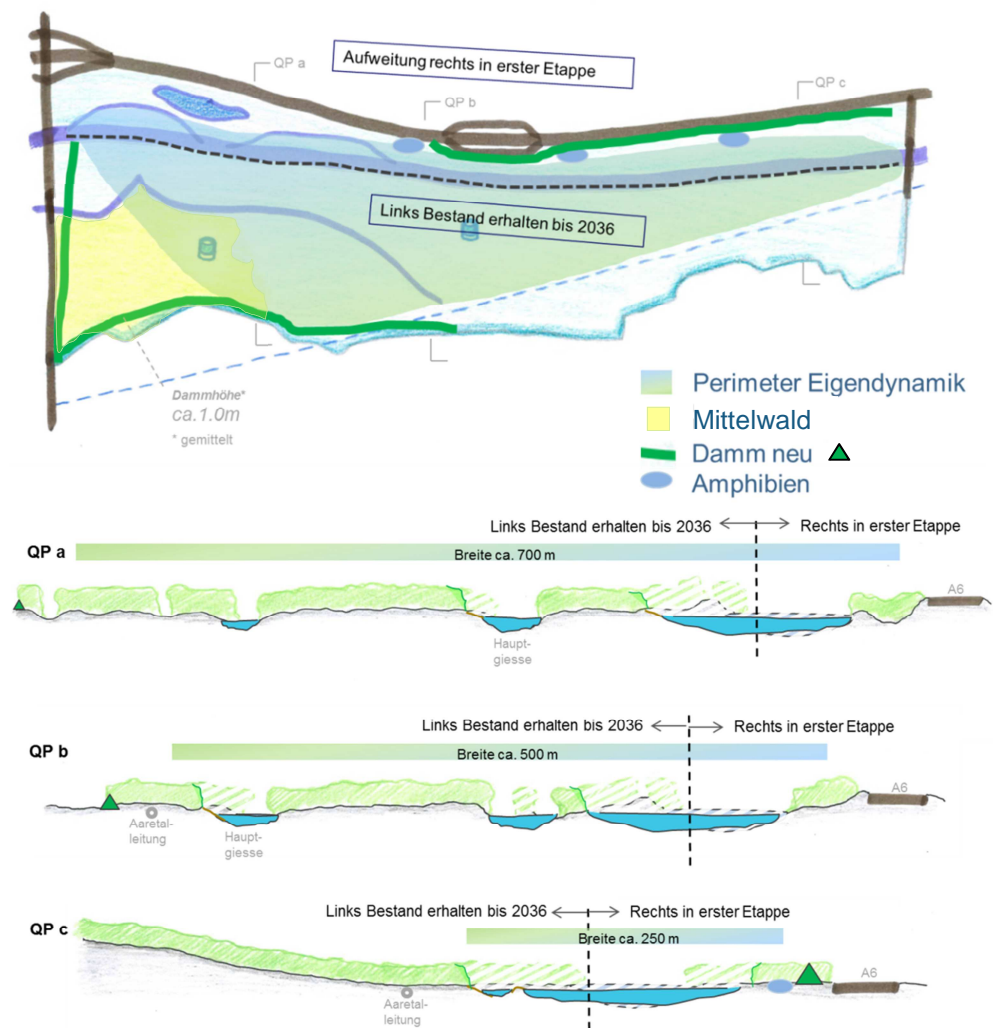 Aufweitung rechts in erster Etappe
QP a
QP b
QP c
Links Bestand erhalten bis 2036
Dammhöhe*
ca.1.0m
* gemittelt
Perimeter Eigendynamik
Mittelwald
Damm neu
Amphibien
Links Bestand erhalten bis 2036
Rechts in erster Etappe
QP a
Breite ca. 700 m
A6
Haupt-
giesse
Links Bestand erhalten bis 2036
Rechts in erster Etappe
QP b
Breite ca. 500 m
A6
Aaretal-
leitung
Haupt-
giesse
Links Bestand erhalten bis 2036
Rechts in erster Etappe
QP c
Breite ca. 250 m
A6
Aaretal-
leitung